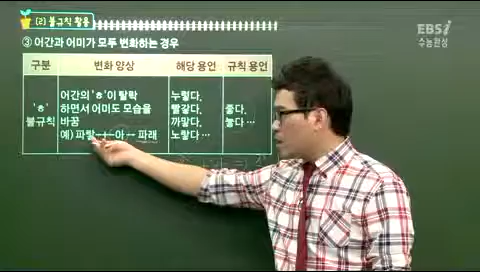 (2) 불규칙 활용
EBSi
수능완성
③ 어간과 어미가 모두 변화하는 경우
구분 변화 양상 해당 용언 규칙 용언
'ㅎ' 불규칙
어간의 'ㅎ'이 탈락
하면서 어미도 모습을
바꿈
예) 파랗-+-아 → 파래
누렇다,
빨갛다,
까맣다,
노랗다 …
좋다,
놓다 …